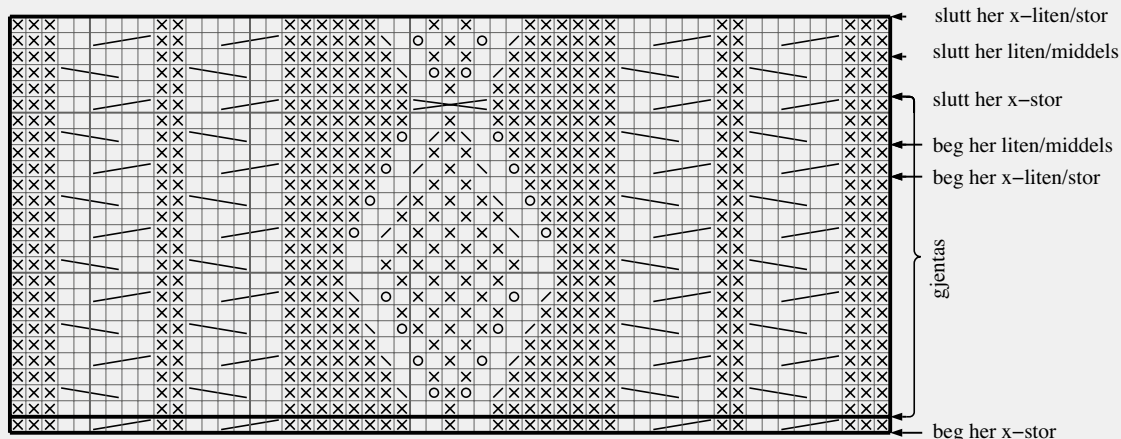 slutt her x-liten/stor
slutt her liten/middels
slutt her x-stor
beg her liten/middels
beg her x-liten/stor
gjentas
beg her x-stor